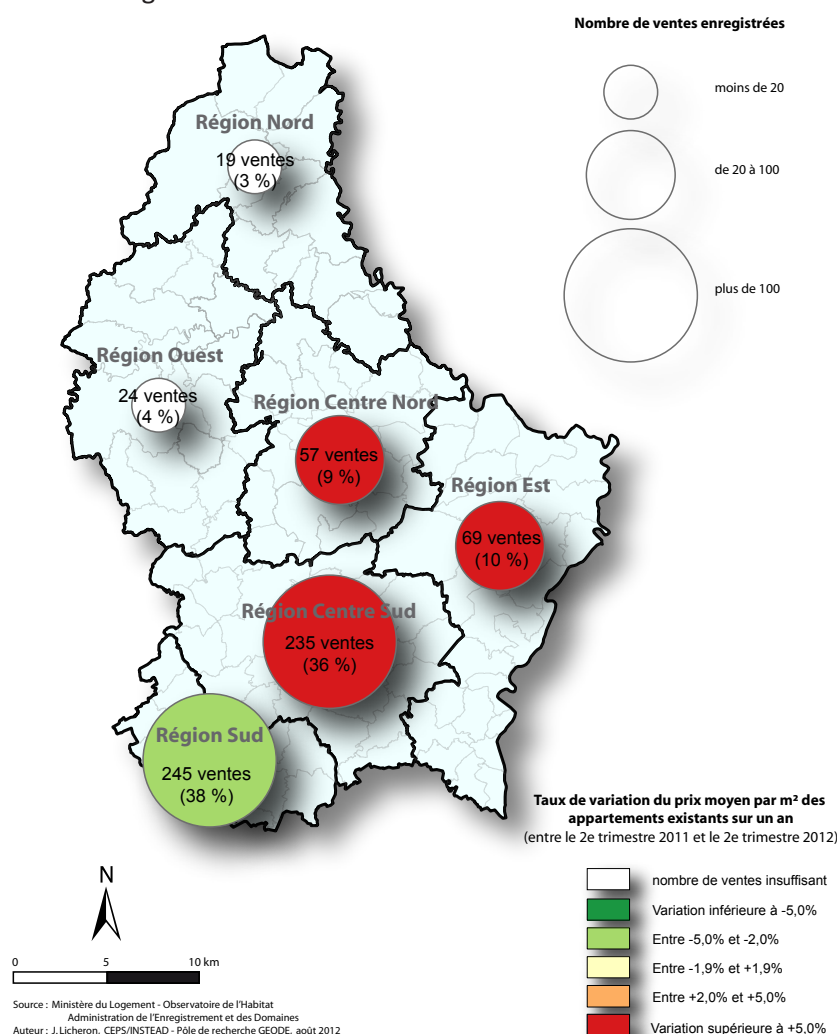 Nombre de ventes enregistrées
moins de 20
de 20 à 100
plus de 100
Région Nord
19 ventes
(3 %)
Région Ouest
24 ventes
(4 %)
Région Centre Nord
57 ventes
(9 %)
Région Est
69 ventes
(10 %)
Région Centre Sud
235 ventes
(36 %)
Région Sud
245 ventes
(38 %)
Taux de variation du prix moyen par m² des
appartements existants sur un an
(entre le 2e trimestre 2011 et le 2e trimestre 2012)
nombre de ventes insuffisant
Variation inférieure à -5,0%
Entre -5,0% et -2,0%
Entre -1,9% et +1,9%
Entre +2,0% et +5,0%
Variation supérieure à +5,0%
N
0 5 10 km
Source : Ministère du Logement - Observatoire de l'Habitat
Administration de l'Enregistrement et des Domaines
Auteur : J.Licheron, CEPS/INSTEAD - Pôle de recherche GEODE, août 2012